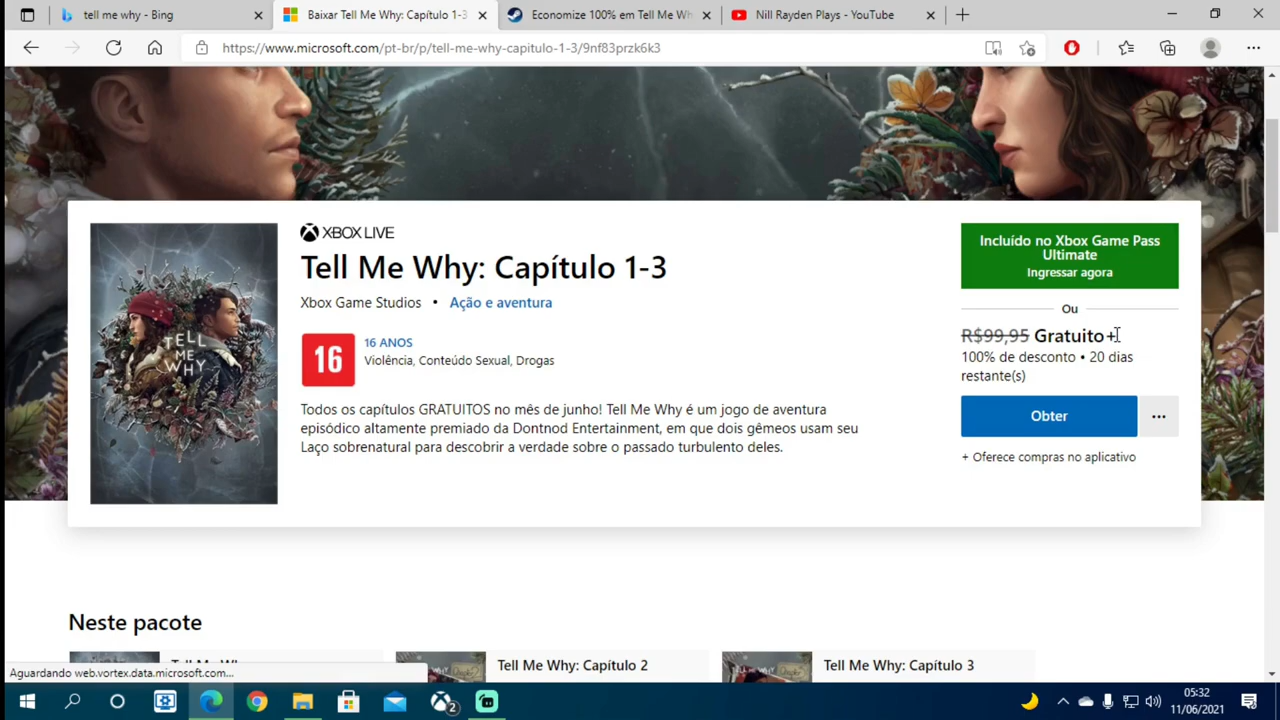 tell me why - Bing
Baixar Tell Me Why: Capítulo 1-3
Economize 100% em Tell Me Wh
Nill Rayden Plays - YouTube
https://www.microsoft.com/pt-br/p/tell-me-why-capitulo-1-3/9nf83przk6k3
XBOX LIVE
Tell Me Why: Capítulo 1-3
Xbox Game Studios • Ação e aventura
16
16 ANOS
Violência, Conteúdo Sexual, Drogas
Todos os capítulos GRATUITOS no mês de junho! Tell Me Why é um jogo de aventura
episódico altamente premiado da Dontnod Entertainment, em que dois gêmeos usam seu
Laço sobrenatural para descobrir a verdade sobre o passado turbulento deles.
TELL
ME
WHY
Incluído no Xbox Game Pass
Ultimate
Ingressar agora
Ou
R$99,95 Gratuito+
100% de desconto • 20 dias
restante(s)
Obter
+ Oferece compras no aplicativo
Neste pacote
Tell Me Why: Capítulo 2
Tell Me Why: Capítulo 3
Aguardando web.vortex.data.microsoft.com...
2
05:32
11/06/2021